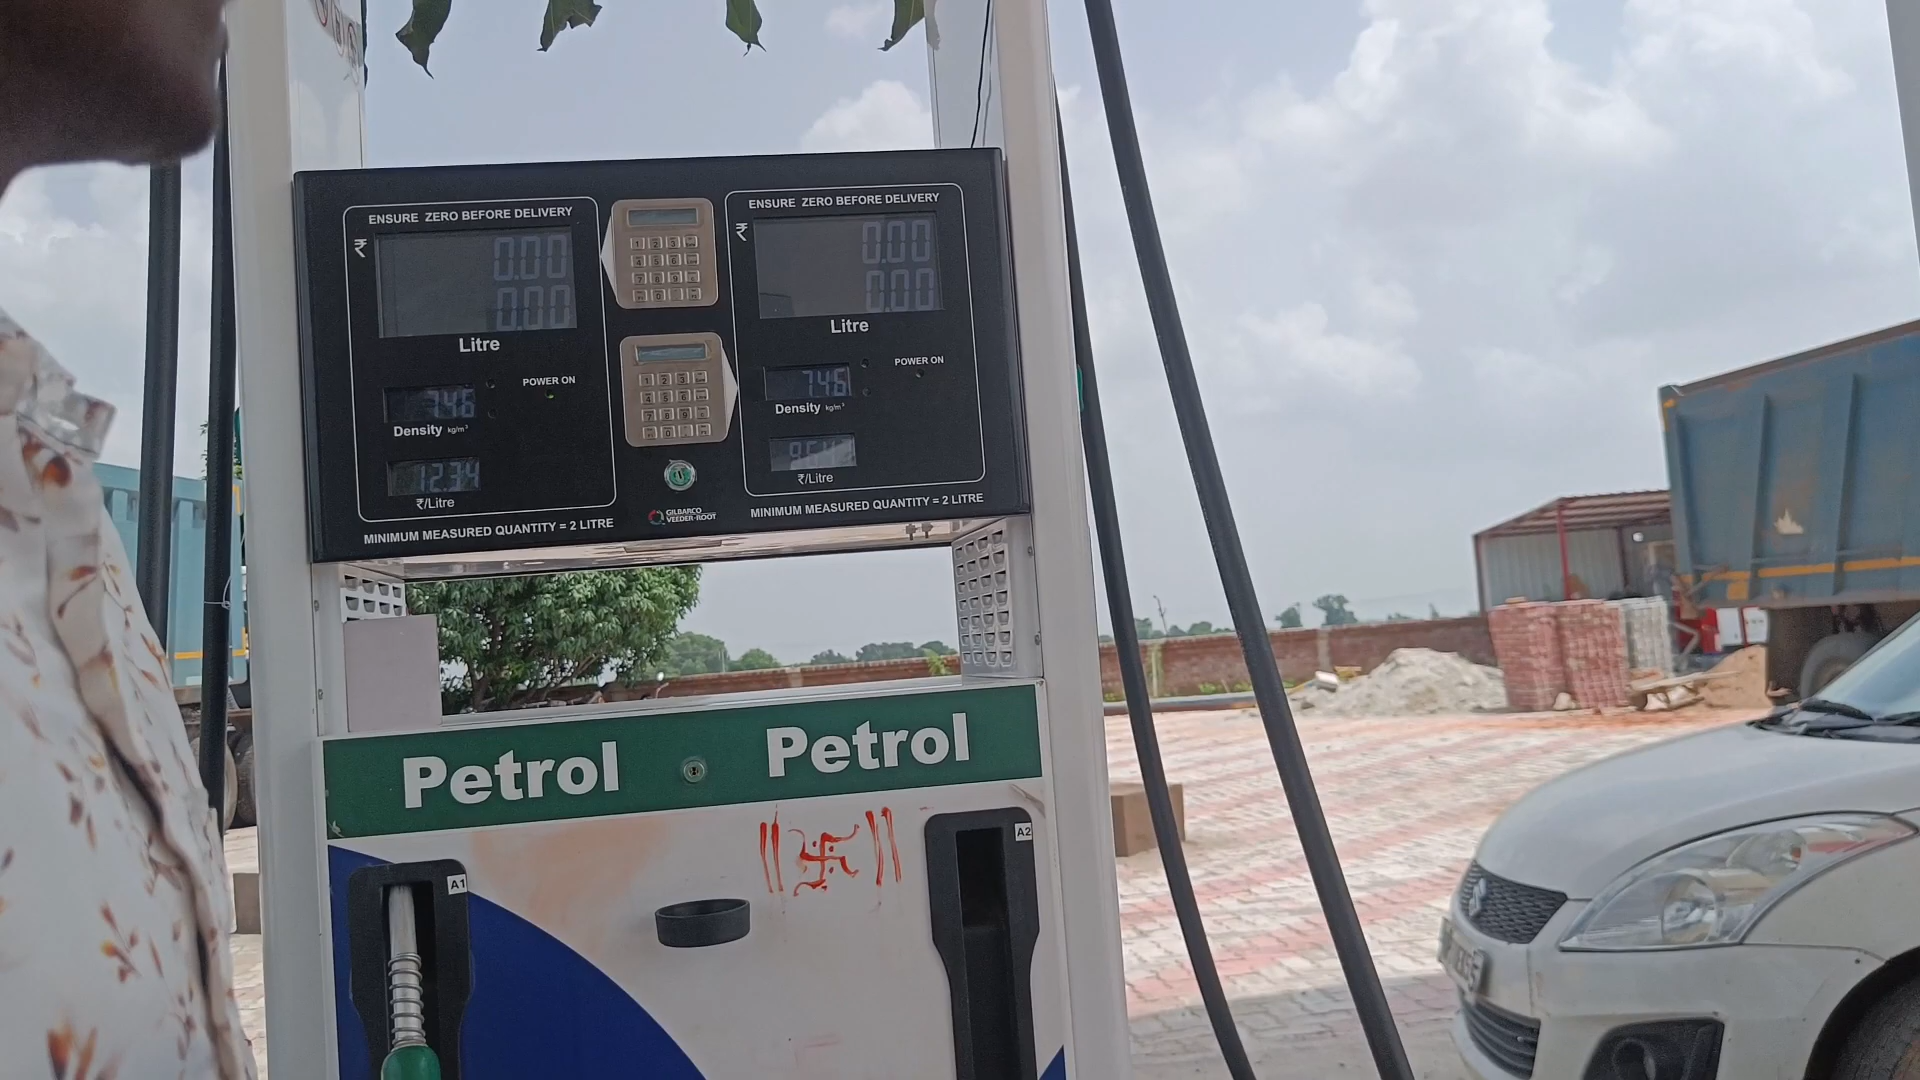 ENSURE ZERO BEFORE DELIVERY
₹
0.00
0.00
Litre
POWER ON
746
Density kg/m³
12.34
₹/Litre
MINIMUM MEASURED QUANTITY = 2 LITRE
GILBARCO
VEEDER-ROOT
ENSURE ZERO BEFORE DELIVERY
₹
0.00
0.00
Litre
POWER ON
746
Density kg/m³
₹/Litre
MINIMUM MEASURED QUANTITY = 2 LITRE
Petrol
Petrol
A1
A2